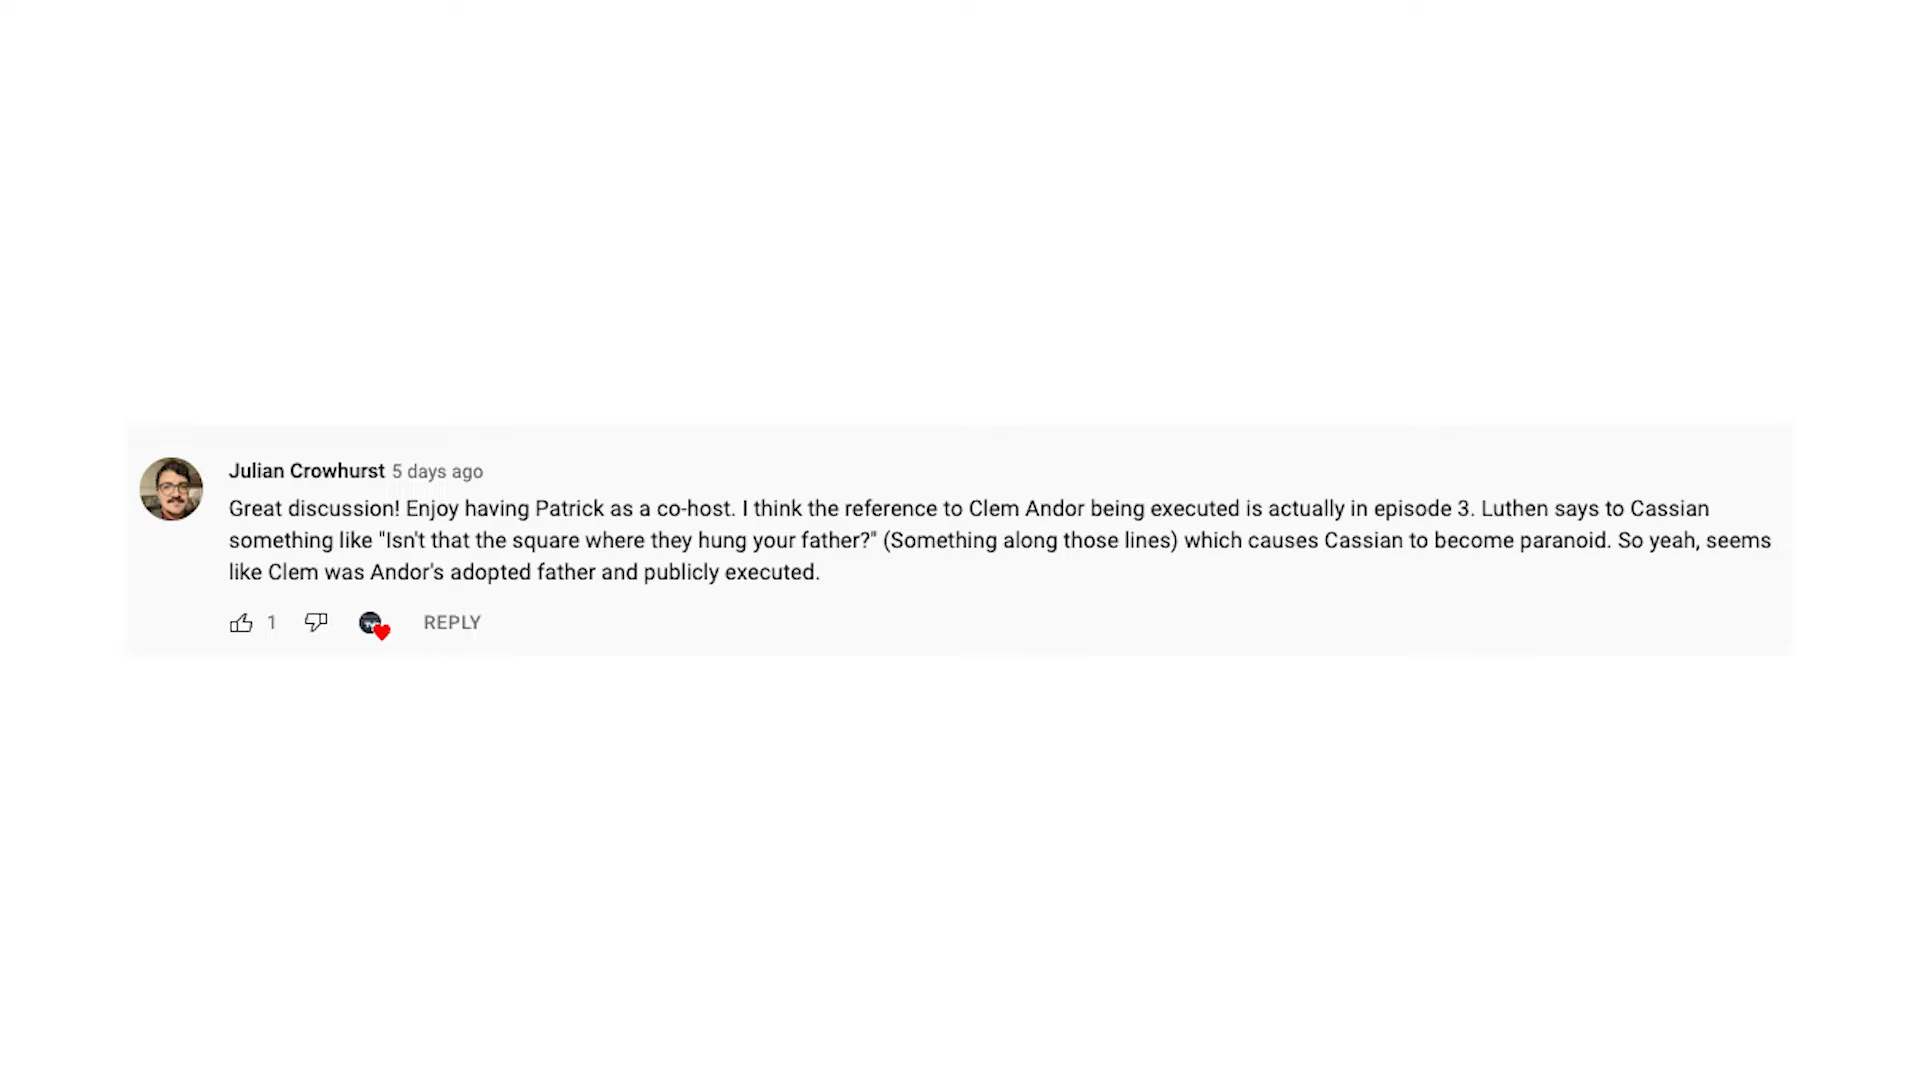 Julian Crowhurst 5 days ago
Great discussion! Enjoy having Patrick as a co-host. I think the reference to Clem Andor being executed is actually in episode 3. Luthen says to Cassian
something like "Isn't that the square where they hung your father?" (Something along those lines) which causes Cassian to become paranoid. So yeah, seems
like Clem was Andor's adopted father and publicly executed.
1 REPLY